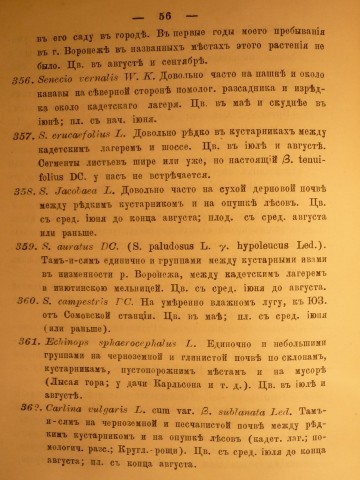 — 56 —
въ его саду въ городѣ. Въ первые годы моего пребыванія
въ г. Воронежѣ въ названныхъ мѣстахъ этого растенія не
было. Цв. въ августѣ и сентябрѣ.
356. Senecio vernalis W. K. Довольно часто на пашнѣ и около
канавы на сѣверной сторонѣ помолог. разсадника и изрѣд-
ка около кадетскаго лагеря. Цв. въ маѣ и скуднѣе въ
іюнѣ; пл. съ нач. іюня.
357. S. erucaefolius L. Довольно рѣдко въ кустарникахъ между
кадетскимъ лагеремъ и шоссе. Цв. въ іюлѣ и августѣ.
Сегменты листьевъ шире или уже, но настоящій β. tenui-
folius DC. у насъ не встрѣчается.
358. S. Jacobaea L. Довольно часто на сухой дерновой почвѣ
между рѣдкимъ кустарникомъ и на опушкѣ лѣсовъ. Цв.
съ сред. іюня до конца августа; плод. съ сред. августа
или раньше.
359. S. auratus DC. (S. paludosus L. γ. hypoleucus Led.).
Тамъ-и-сямъ единично и группами между кустарными ивами
въ низменности р. Воронежа, между кадетскимъ лагеремъ
и инютинскою мельницей. Цв. съ сред. іюня до августа.
360. S. campestris DC. На умѣренно влажномъ лугу, къ ЮЗ.
отъ Сомовской станціи. Цв. въ маѣ; пл. съ сред. іюня
(или раньше).
361. Echinops sphaerocephalus L. Единично и небольшими
группами на черноземной и глинистой почвѣ по склонамъ,
кустарникамъ, пустопорожнимъ мѣстамъ и на мусорѣ
(Лысая гора; у дачи Карльсона и т. д.). Цв. въ іюлѣ и
августѣ.
362. Carlina vulgaris L. cum var. β. sublanata Led. Тамъ-
и-сямъ на черноземной и песчанистой почвѣ между рѣд-
кимъ кустарникомъ и на опушкѣ лѣсовъ (кадет. лаг.; по-
мологич. разс.; Кругл.-рощи). Цв. съ сред. іюля до конца
августа; пл. съ конца августа.